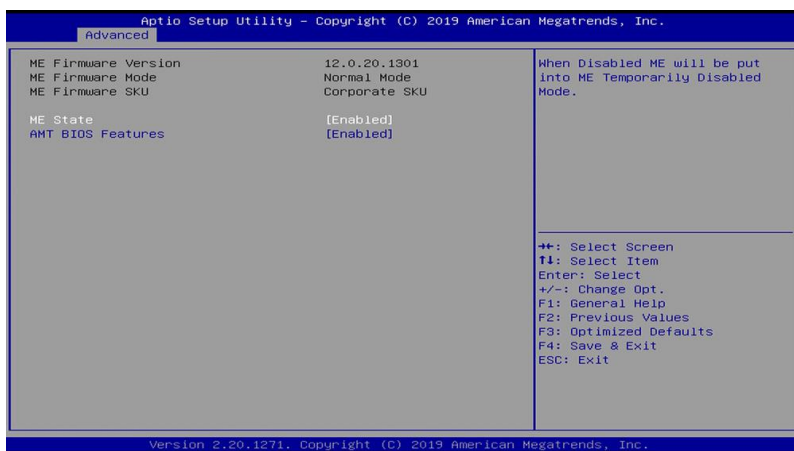 Aptio Setup Utility – Copyright (C) 2019 American Megatrends, Inc.
Advanced
ME Firmware Version 12.0.20.1301
ME Firmware Mode Normal Mode
ME Firmware SKU Corporate SKU
ME State [Enabled]
AMT BIOS Features [Enabled]
When Disabled ME will be put
into ME Temporarily Disabled
Mode.
→←: Select Screen
↑↓: Select Item
Enter: Select
+/-: Change Opt.
F1: General Help
F2: Previous Values
F3: Optimized Defaults
F4: Save & Exit
ESC: Exit
Version 2.20.1271. Copyright (C) 2019 American Megatrends, Inc.